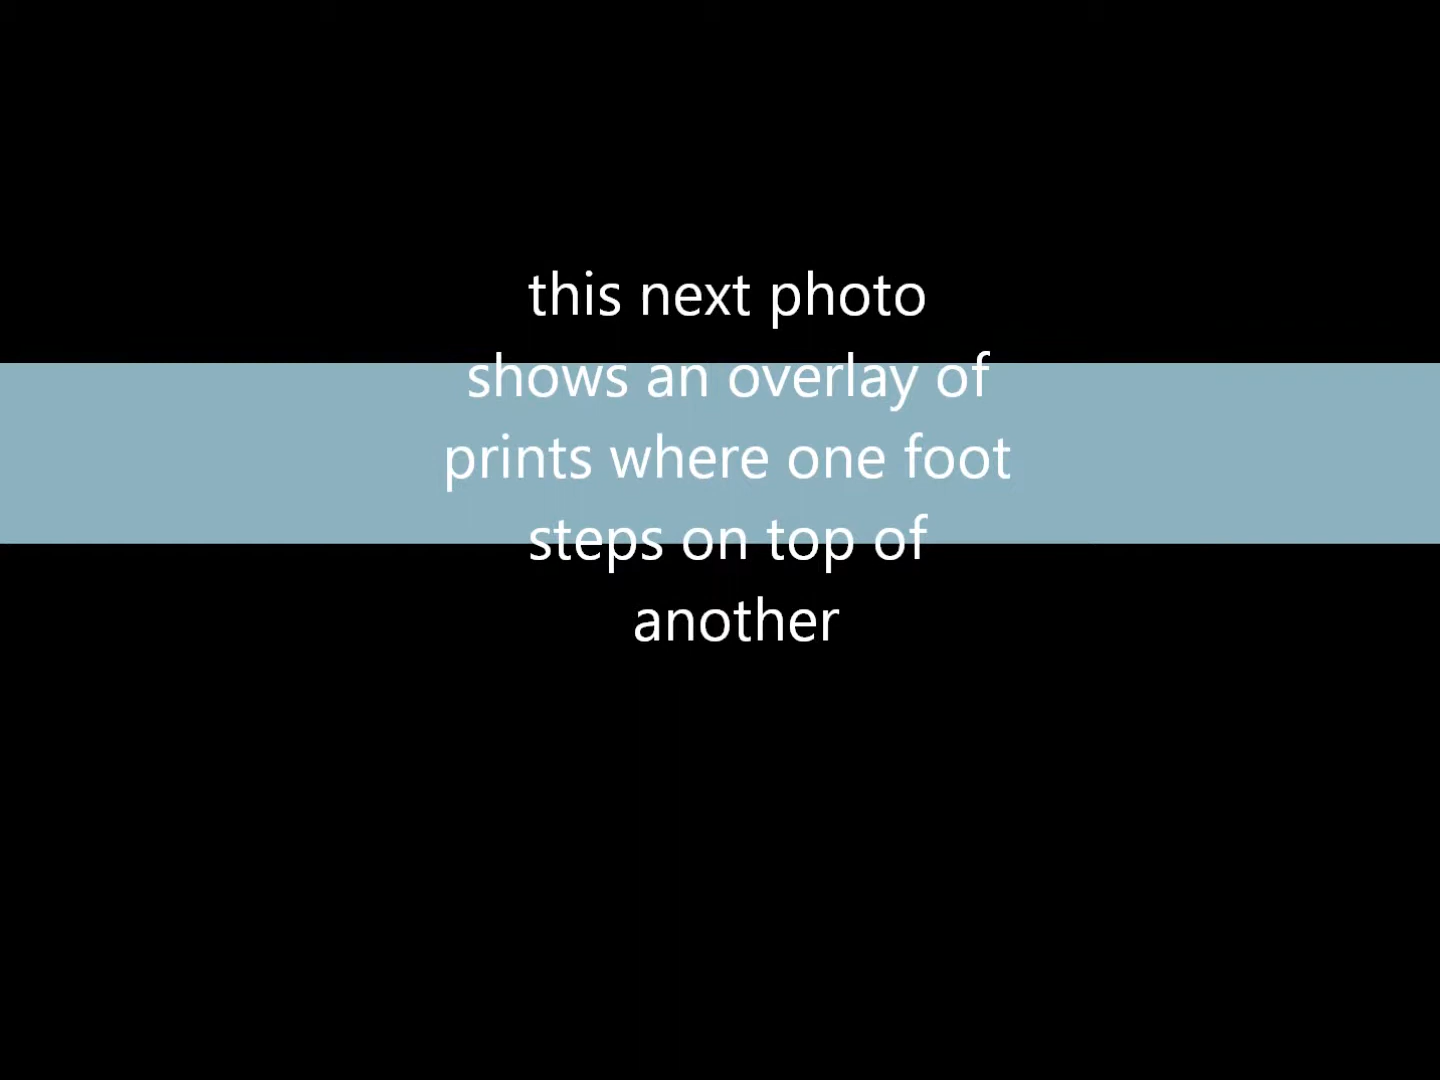 this next photo
shows an overlay of
prints where one foot
steps on top of
another